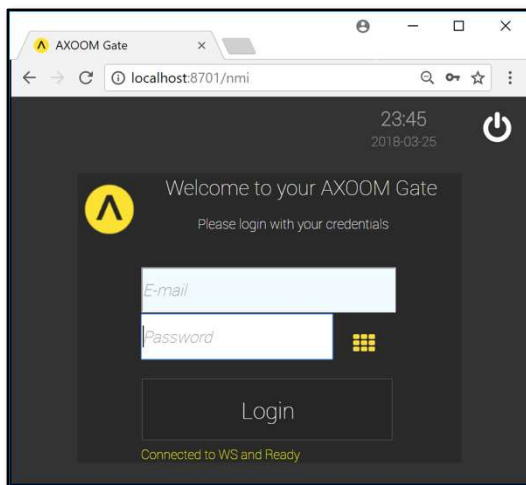 AXOOM Gate
localhost:8701/nmi
23:45
2018-03-25
Welcome to your AXOOM Gate
Please login with your credentials
E-mail
Password
Login
Connected to WS and Ready